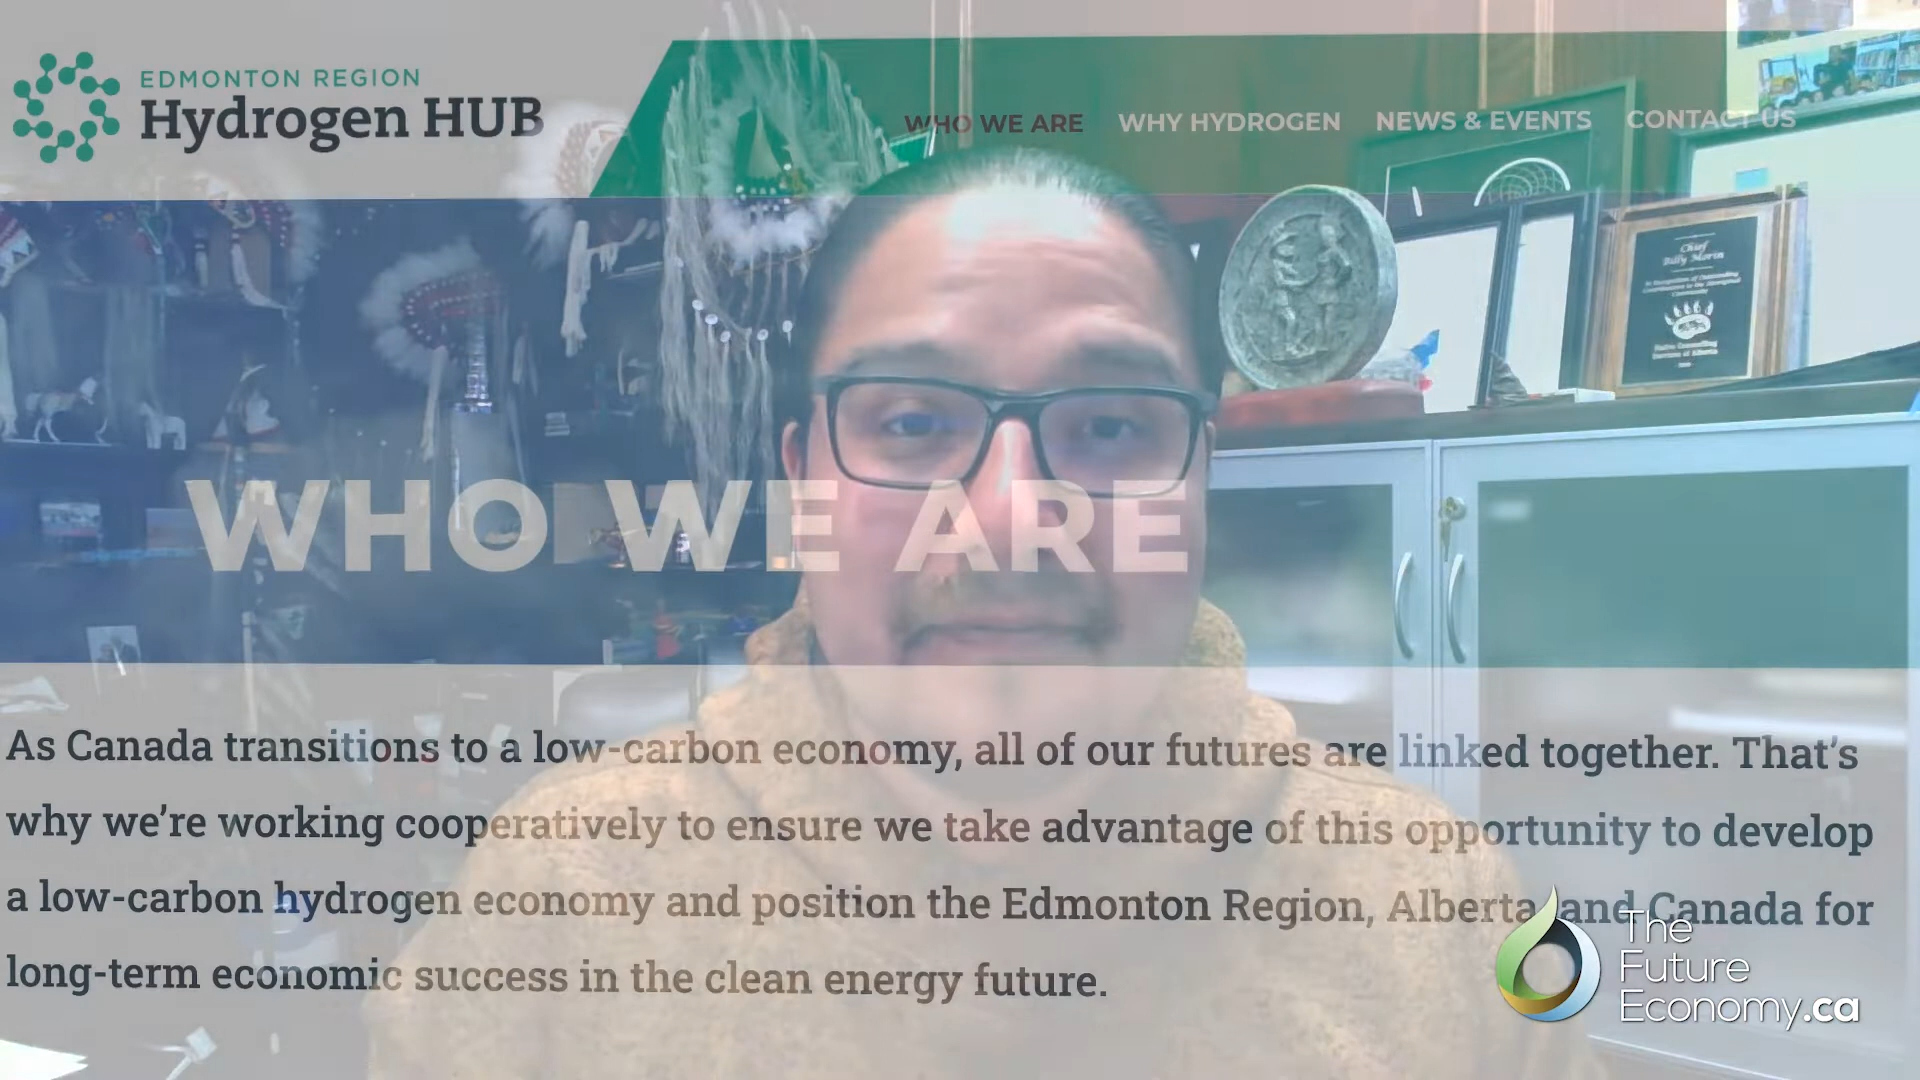 EDMONTON REGION
Hydrogen HUB
WHO WE ARE
WHY HYDROGEN
NEWS & EVENTS
CONTACT US
Chief
Billy Morin
WHO WE ARE
As Canada transitions to a low-carbon economy, all of our futures are linked together. That's
why we're working cooperatively to ensure we take advantage of this opportunity to develop
a low-carbon hydrogen economy and position the Edmonton Region, Alberta and Canada for
long-term economic success in the clean energy future.
The
Future
Economy.ca